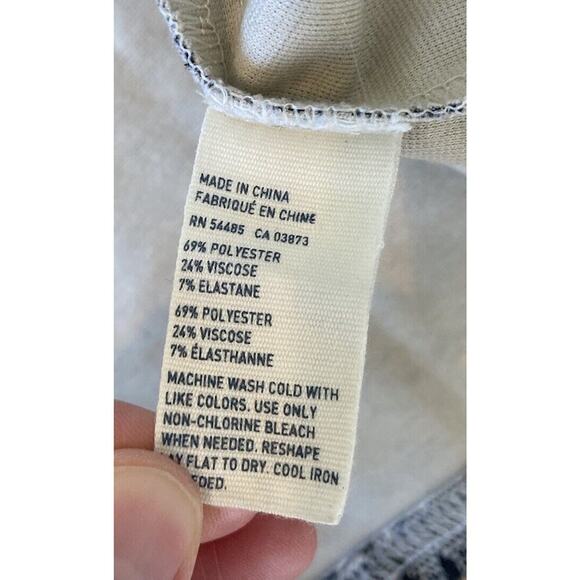 MADE IN CHINA
FABRIQUÉ EN CHINE
RN 54485 CA 03873
69% POLYESTER
24% VISCOSE
7% ELASTANE
69% POLYESTER
24% VISCOSE
7% ÉLASTHANNE
MACHINE WASH COLD WITH
LIKE COLORS. USE ONLY
NON-CHLORINE BLEACH
WHEN NEEDED. RESHAPE
AY FLAT TO DRY. COOL IRON
EDED.